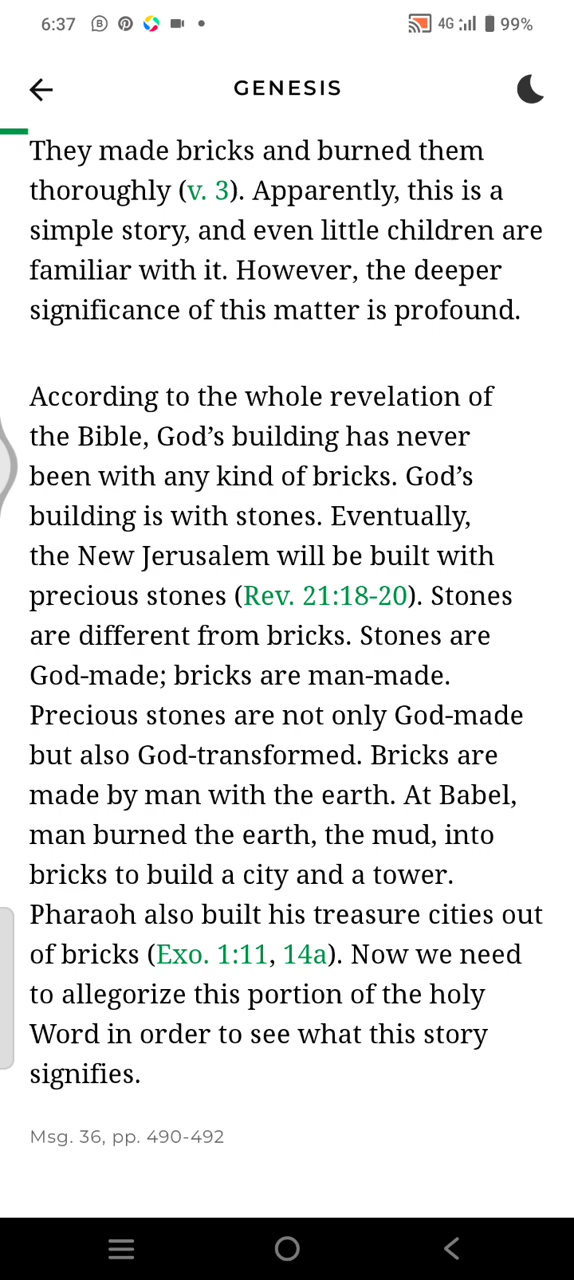 6:37
4G
99%
GENESIS
They made bricks and burned them
thoroughly (v. 3). Apparently, this is a
simple story, and even little children are
familiar with it. However, the deeper
significance of this matter is profound.
According to the whole revelation of
the Bible, God’s building has never
been with any kind of bricks. God’s
building is with stones. Eventually,
the New Jerusalem will be built with
precious stones (Rev. 21:18-20). Stones
are different from bricks. Stones are
God-made; bricks are man-made.
Precious stones are not only God-made
but also God-transformed. Bricks are
made by man with the earth. At Babel,
man burned the earth, the mud, into
bricks to build a city and a tower.
Pharaoh also built his treasure cities out
of bricks (Exo. 1:11, 14a). Now we need
to allegorize this portion of the holy
Word in order to see what this story
signifies.
Msg. 36, pp. 490-492